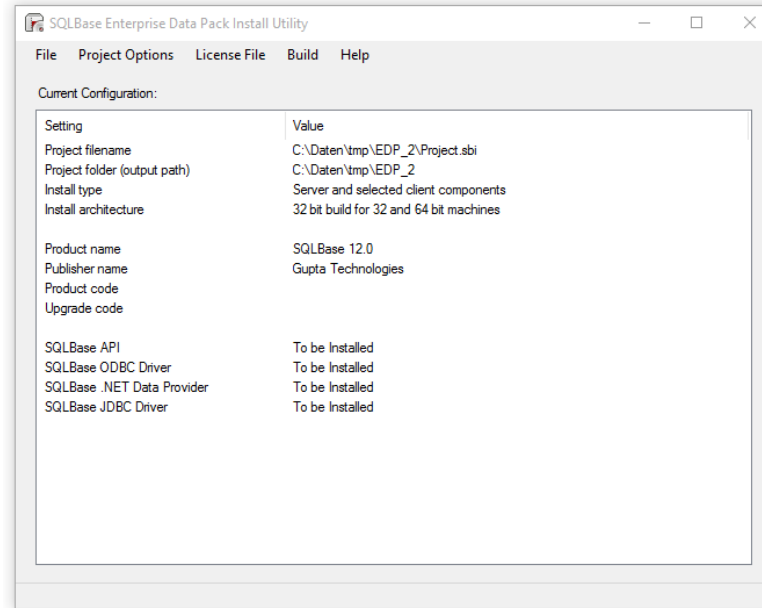 SQLBase Enterprise Data Pack Install Utility
File Project Options License File Build Help
Current Configuration:
Setting Value
Project filename C:\Daten\tmp\EDP_2\Project.sbi
Project folder (output path) C:\Daten\tmp\EDP_2
Install type Server and selected client components
Install architecture 32 bit build for 32 and 64 bit machines
Product name SQLBase 12.0
Publisher name Gupta Technologies
Product code
Upgrade code
SQLBase API To be Installed
SQLBase ODBC Driver To be Installed
SQLBase .NET Data Provider To be Installed
SQLBase JDBC Driver To be Installed